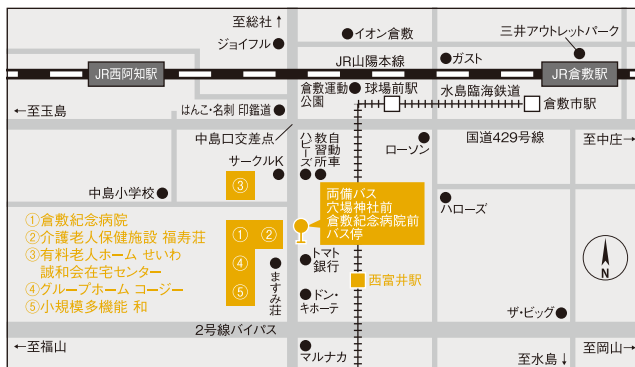 至総社↑
ジョイフル
イオン倉敷
三井アウトレットパーク
JR山陽本線
ガスト
JR西阿知駅
JR倉敷駅
倉敷運動
公園
球場前駅
水島臨海鉄道
倉敷市駅
←至玉島
はんこ・名刺 印鑑道
中島口交差点
ハピーズ
自動車
教習所
ローソン
国道429号線
至中庄→
サークルK
中島小学校
③
両備バス
穴場神社前
倉敷紀念病院前
バス停
ハローズ
①倉敷紀念病院
②介護老人保健施設 福寿荘
③有料老人ホーム せいわ
誠和会在宅センター
④グループホーム コージー
⑤小規模多機能 和
① ②
④
⑤
ますみ荘
トマト
銀行
西富井駅
ドン・
キホーテ
ザ・ビッグ
N
2号線バイパス
←至福山
マルナカ
至水島↓
至岡山→